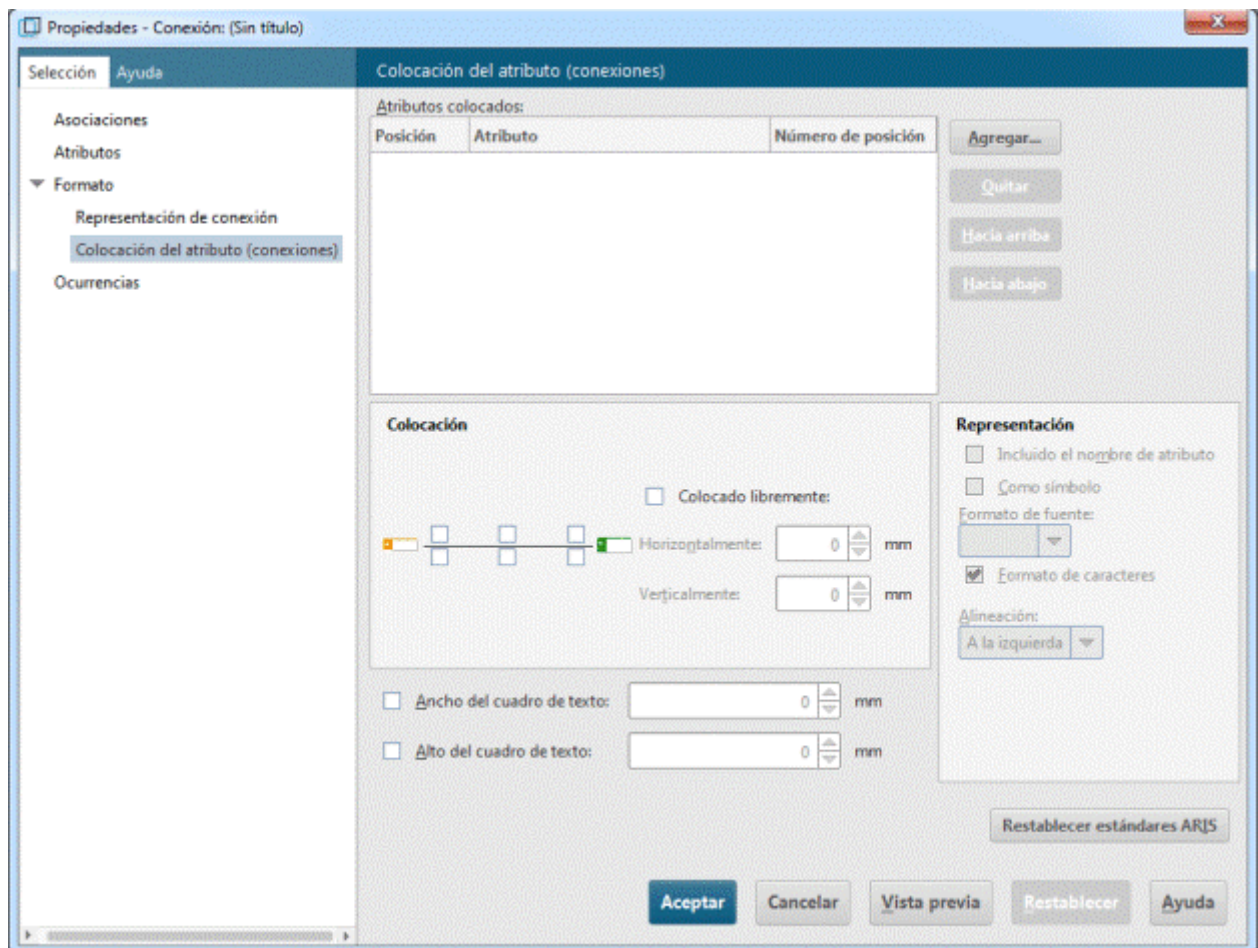 Propiedades - Conexión: (Sin título)
Selección Ayuda
Colocación del atributo (conexiones)
Asociaciones
Atributos
Formato
Representación de conexión
Colocación del atributo (conexiones)
Ocurrencias
Atributos colocados:
Posición Atributo Número de posición
Agregar...
Quitar
Hacia arriba
Hacia abajo
Colocación
Colocado libremente:
Horizontalmente: 0 mm
Verticalmente: 0 mm
Representación
Incluido el nombre de atributo
Como símbolo
Formato de fuente:
Formato de caracteres
Alineación:
A la izquierda
Ancho del cuadro de texto: 0 mm
Alto del cuadro de texto: 0 mm
Restablecer estándares ARIS
Aceptar Cancelar Vista previa Restablecer Ayuda